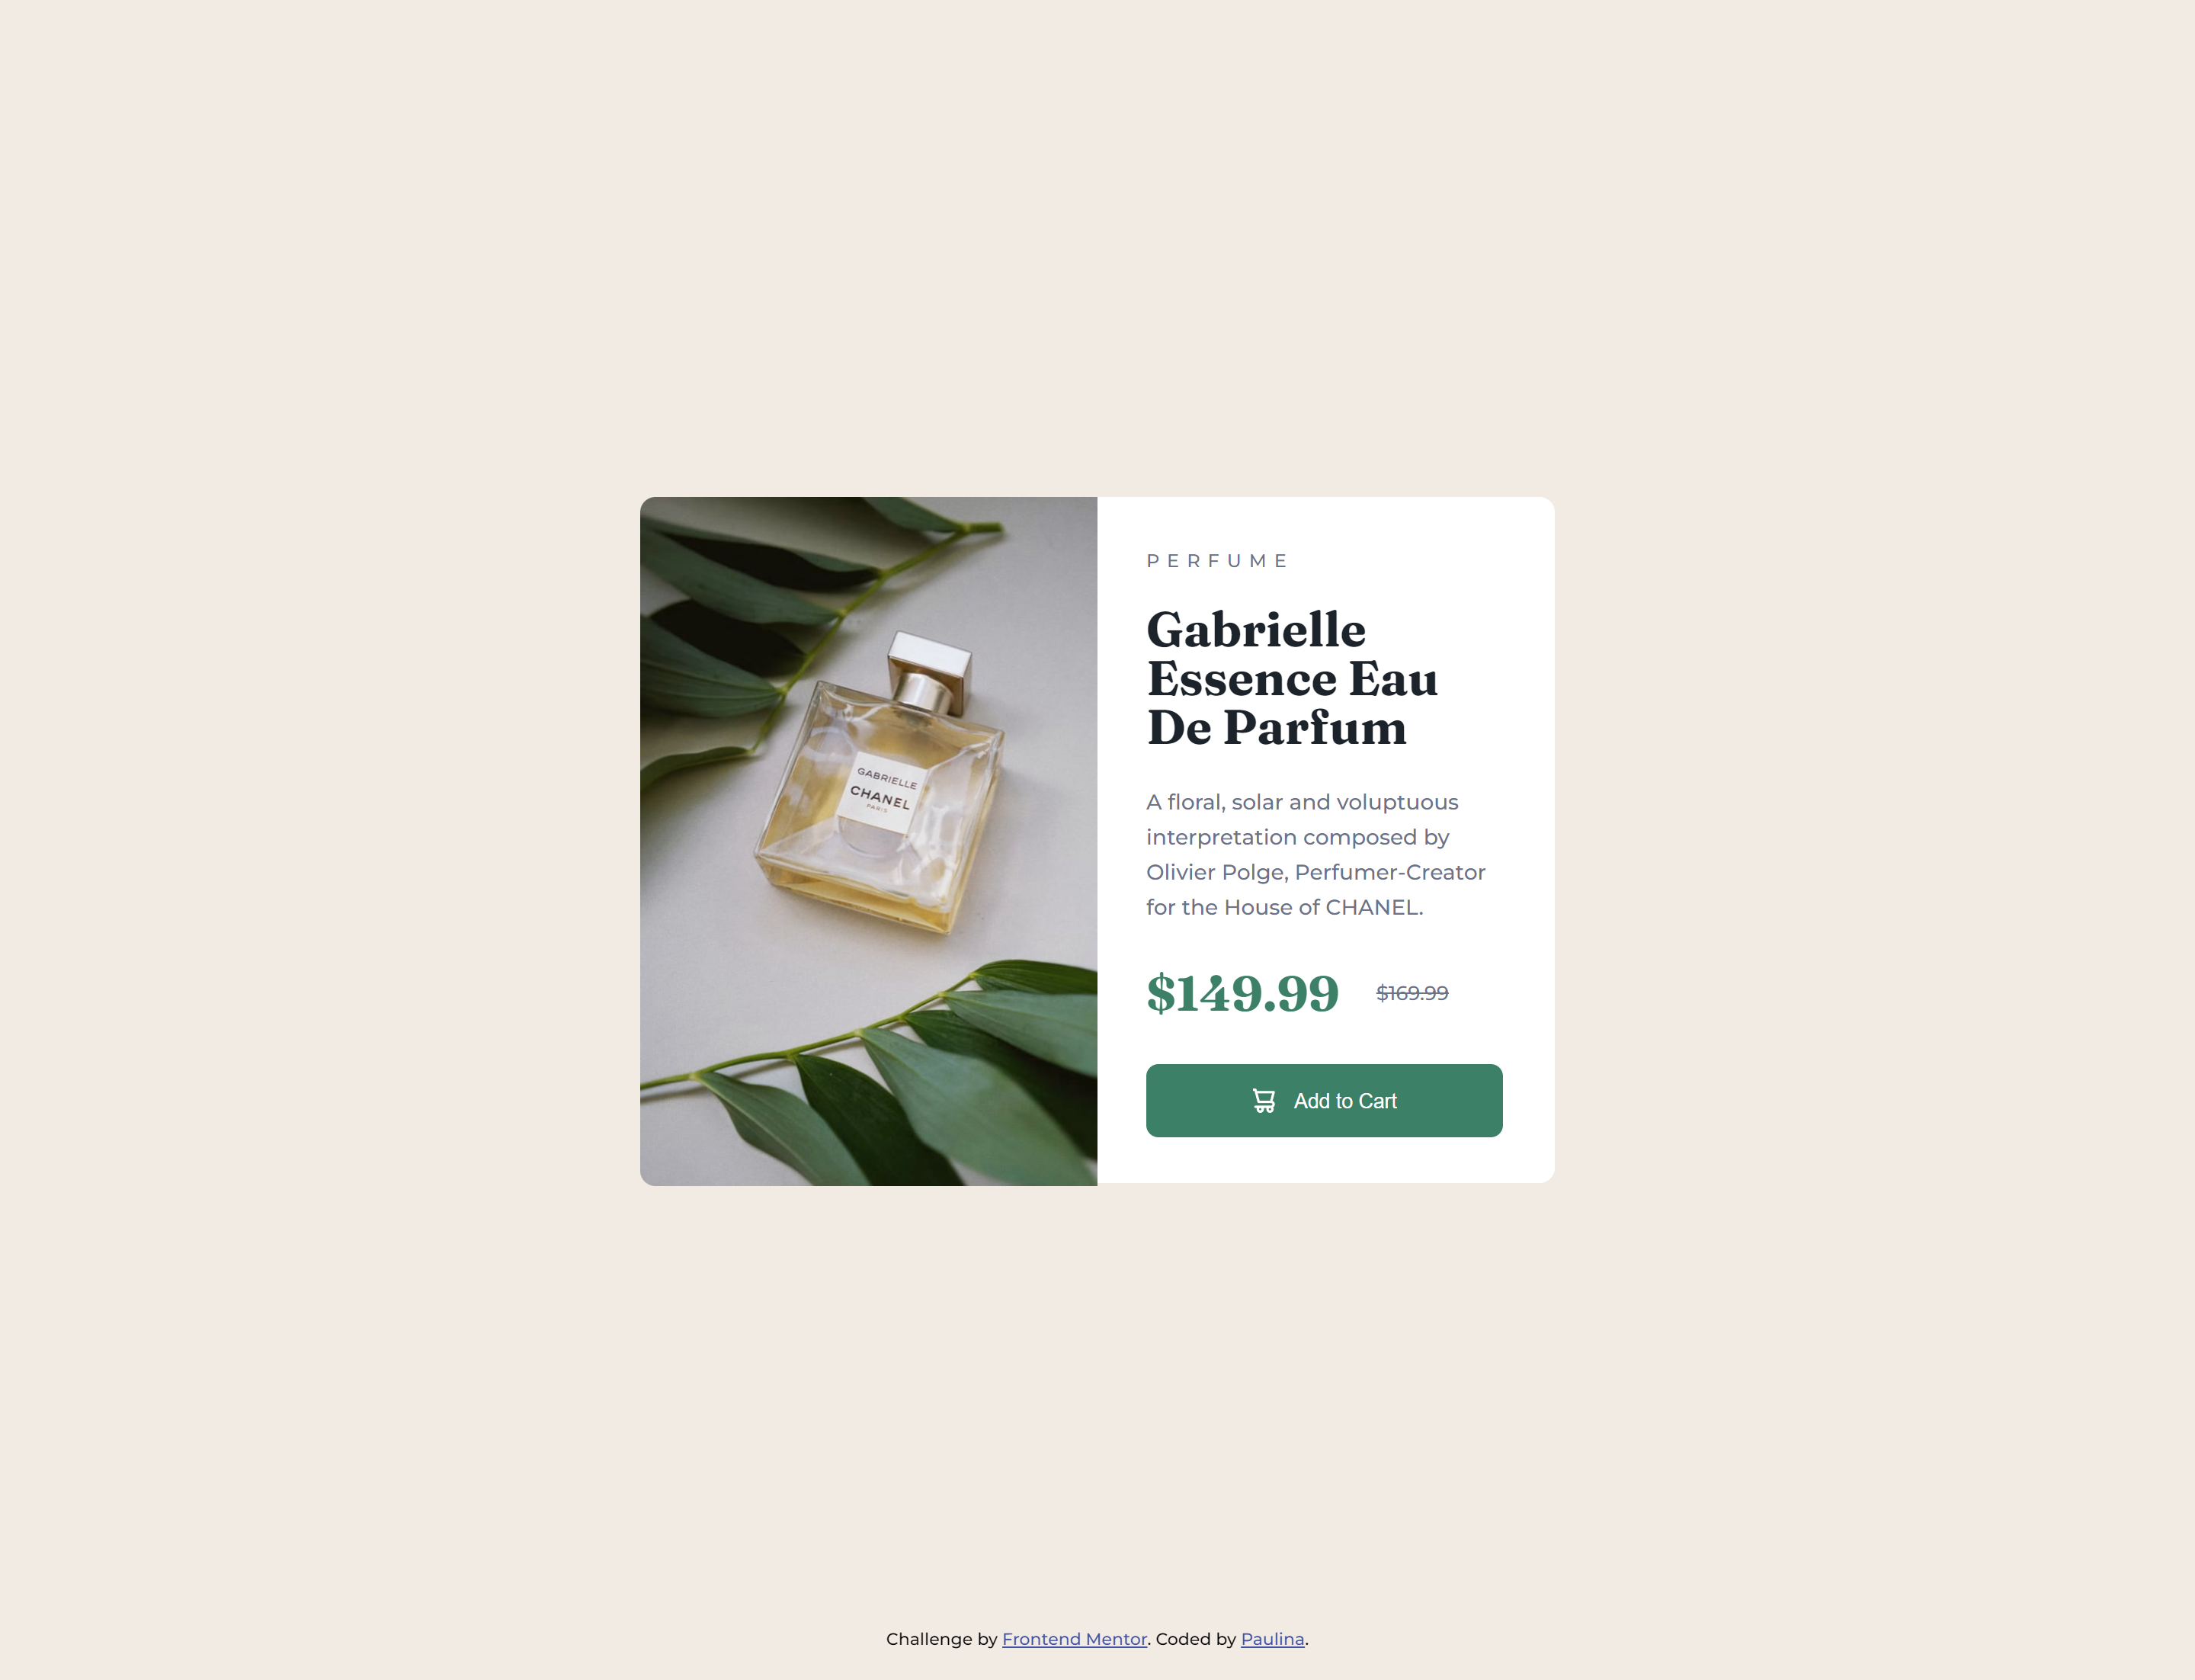 GABRIELLE
CHANEL
PARIS
PERFUME
Gabrielle
Essence Eau
De Parfum
A floral, solar and voluptuous
interpretation composed by
Olivier Polge, Perfumer-Creator
for the House of CHANEL.
$149.99 $169.99
Add to Cart
Challenge by Frontend Mentor. Coded by Paulina.